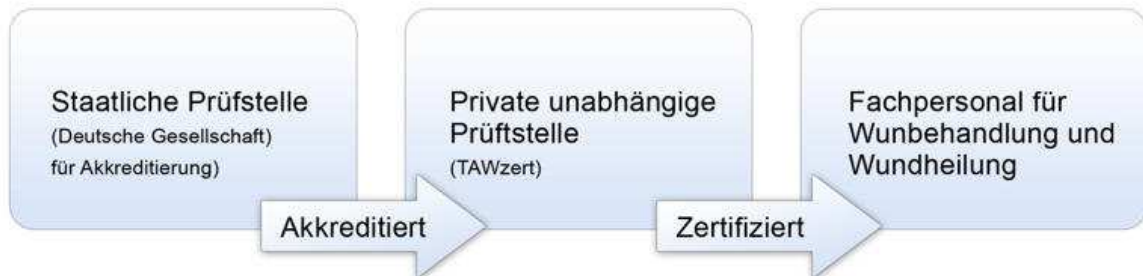 Staatliche Prüfstelle
(Deutsche Gesellschaft)
für Akkreditierung)
Akkreditiert
Private unabhängige
Prüftstelle
(TAWzert)
Zertifiziert
Fachpersonal für
Wunbehandlung und
Wundheilung